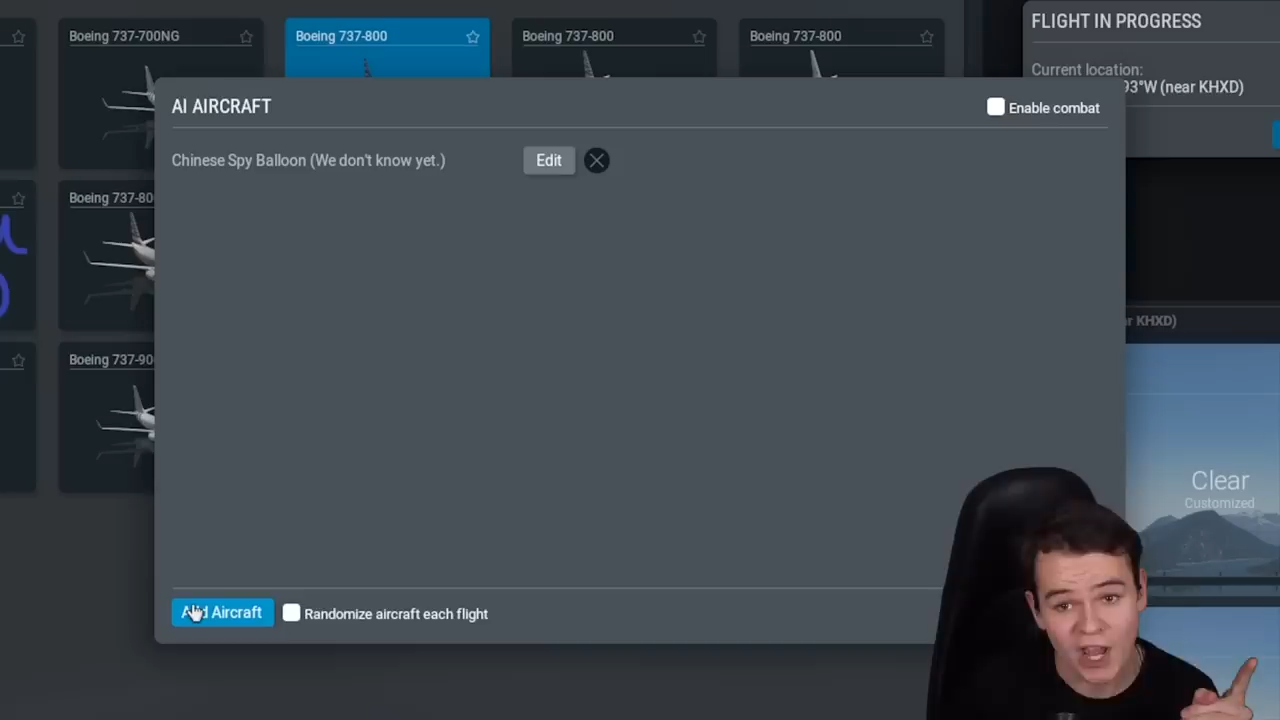 Boeing 737-700NG
Boeing 737-800
Boeing 737-800
Boeing 737-800
FLIGHT IN PROGRESS
Current location:
93°W (near KHXD)
AI AIRCRAFT
Enable combat
Chinese Spy Balloon (We don't know yet.)
Edit
Boeing 737-80
r KHXD)
Boeing 737-90
Clear
Customized
Add Aircraft
Randomize aircraft each flight